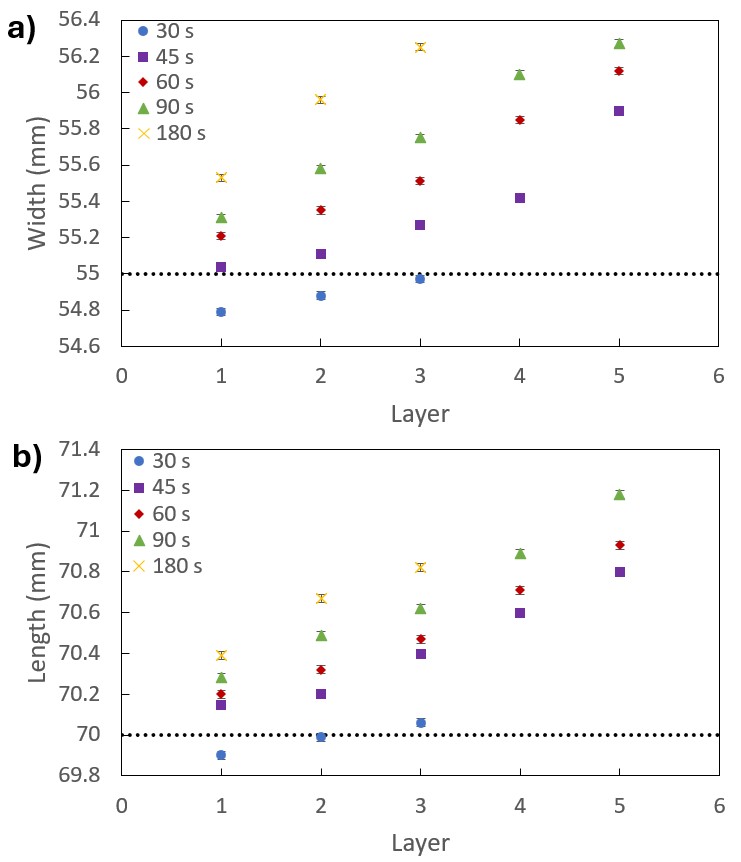 a)
56.4
56.2
56
55.8
55.6
55.4
55.2
55
54.8
54.6
Width (mm)
30 s
45 s
60 s
90 s
180 s
0 1 2 3 4 5 6
Layer
b)
71.4
71.2
71
70.8
70.6
70.4
70.2
70
69.8
Length (mm)
30 s
45 s
60 s
90 s
180 s
0 1 2 3 4 5 6
Layer